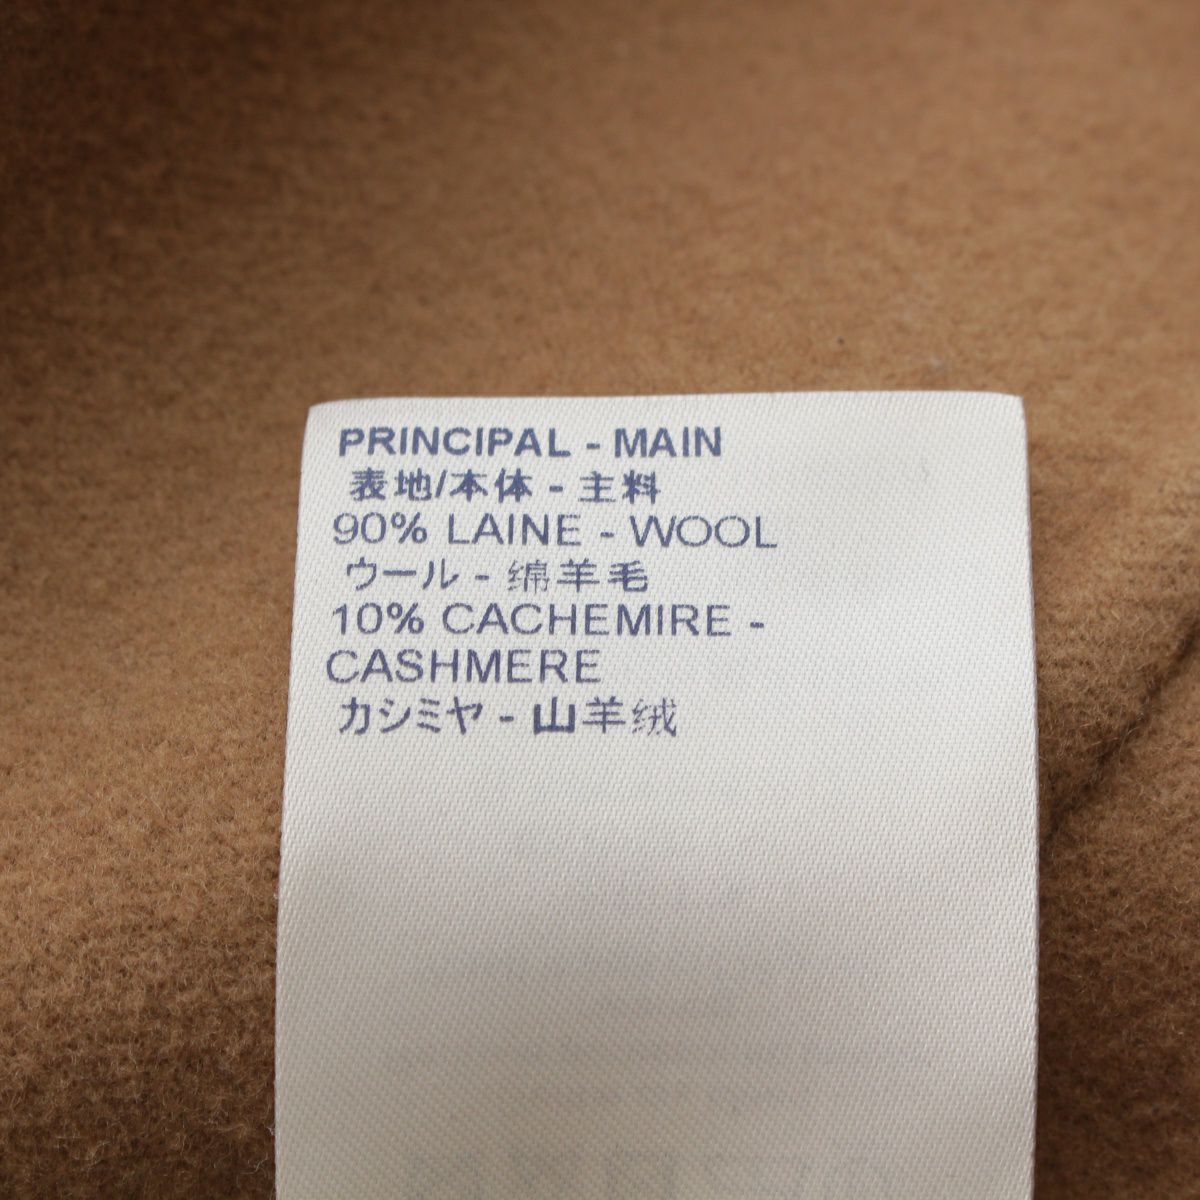 PRINCIPAL - MAIN
表地/本体 - 主料
90% LAINE - WOOL
ウール - 绵羊毛
10% CACHEMIRE -
CASHMERE
カシミヤ - 山羊绒